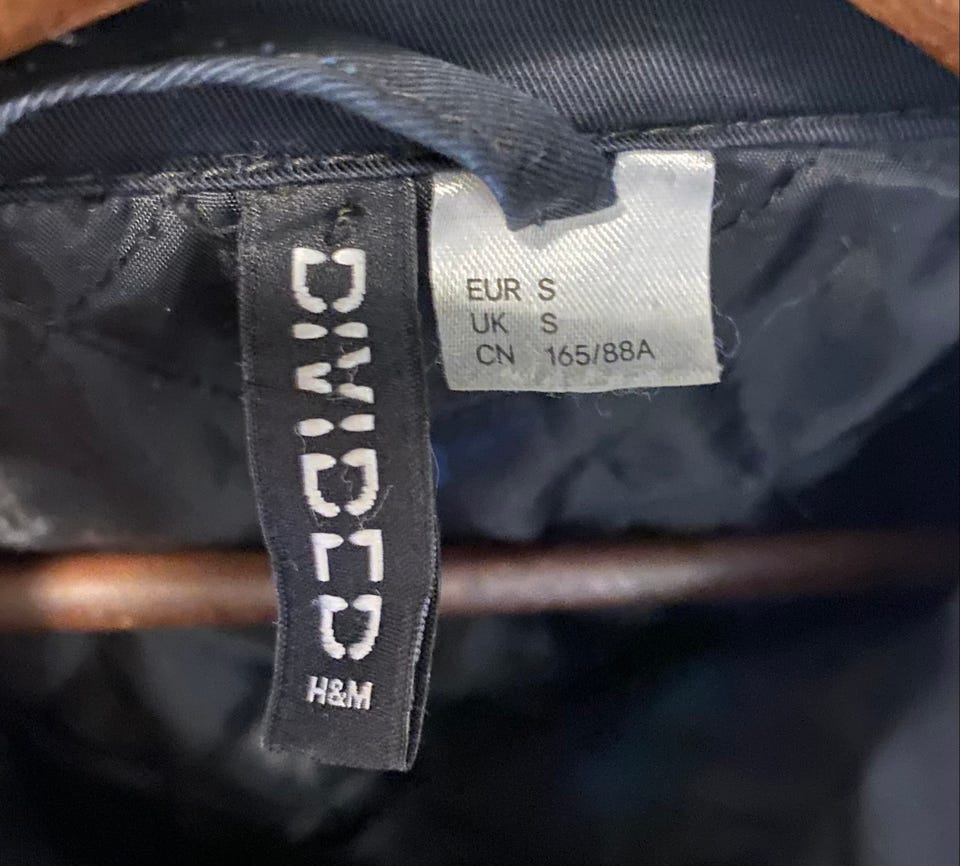 DIVIDED
H&M
EUR S
UK S
CN 165/88A